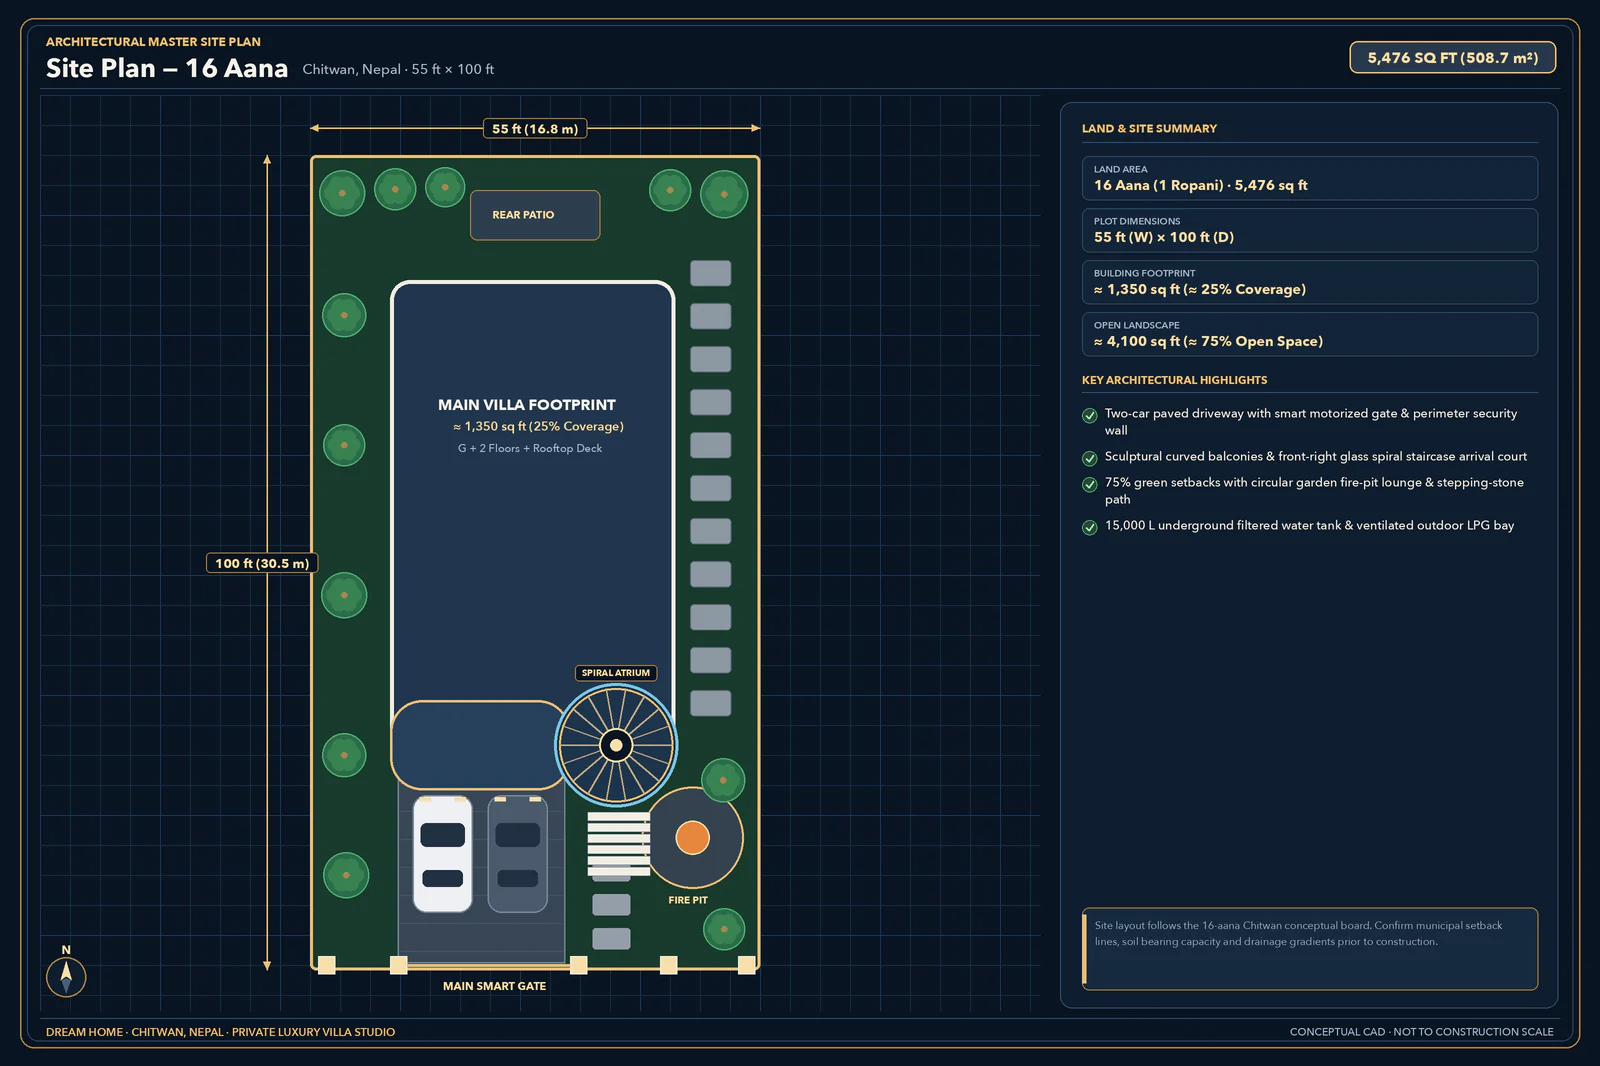 ARCHITECTURAL MASTER SITE PLAN
Site Plan – 16 Aana
Chitwan, Nepal · 55 ft × 100 ft
5,476 SQ FT (508.7 m²)
55 ft (16.8 m)
REAR PATIO
MAIN VILLA FOOTPRINT
≈ 1,350 sq ft (25% Coverage)
G + 2 Floors + Rooftop Deck
100 ft (30.5 m)
SPIRAL ATRIUM
FIRE PIT
N
MAIN SMART GATE
LAND & SITE SUMMARY
LAND AREA
16 Aana (1 Ropani) · 5,476 sq ft
PLOT DIMENSIONS
55 ft (W) × 100 ft (D)
BUILDING FOOTPRINT
≈ 1,350 sq ft (≈ 25% Coverage)
OPEN LANDSCAPE
≈ 4,100 sq ft (≈ 75% Open Space)
KEY ARCHITECTURAL HIGHLIGHTS
Two-car paved driveway with smart motorized gate & perimeter security
wall
Sculptural curved balconies & front-right glass spiral staircase arrival court
75% green setbacks with circular garden fire-pit lounge & stepping-stone
path
15,000 L underground filtered water tank & ventilated outdoor LPG bay
Site layout follows the 16-aana Chitwan conceptual board. Confirm municipal setback
lines, soil bearing capacity and drainage gradients prior to construction.
DREAM HOME · CHITWAN, NEPAL · PRIVATE LUXURY VILLA STUDIO
CONCEPTUAL CAD · NOT TO CONSTRUCTION SCALE